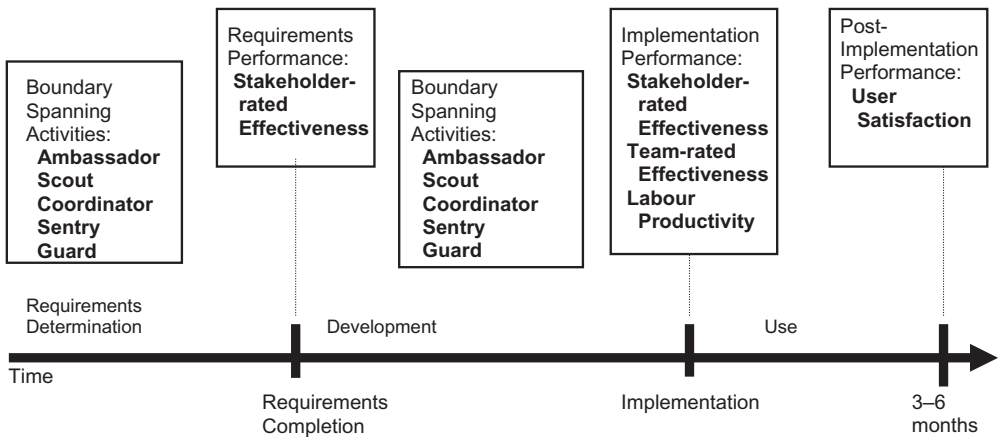 Boundary
Spanning
Activities:
Ambassador
Scout
Coordinator
Sentry
Guard
Requirements
Performance:
Stakeholder-
rated
Effectiveness
Boundary
Spanning
Activities:
Ambassador
Scout
Coordinator
Sentry
Guard
Implementation
Performance:
Stakeholder-
rated
Effectiveness
Team-rated
Effectiveness
Labour
Productivity
Post-
Implementation
Performance:
User
Satisfaction
Requirements
Determination
Development
Use
Time
Requirements
Completion
Implementation
3–6
months